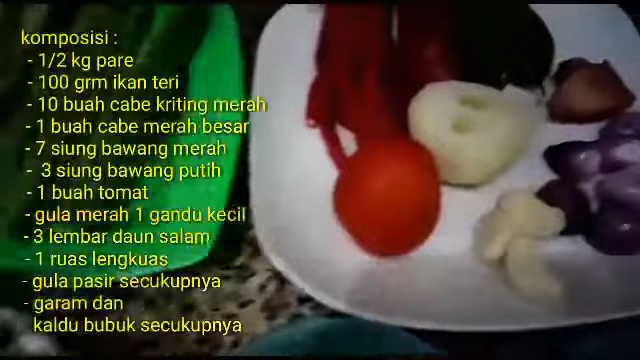 komposisi :
- 1/2 kg pare
- 100 grm ikan teri
- 10 buah cabe kriting merah
- 1 buah cabe merah besar
- 7 siung bawang merah
- 3 siung bawang putih
- 1 buah tomat
- gula merah 1 gandu kecil
- 3 lembar daun salam
- 1 ruas lengkuas
- gula pasir secukupnya
- garam dan
kaldu bubuk secukupnya